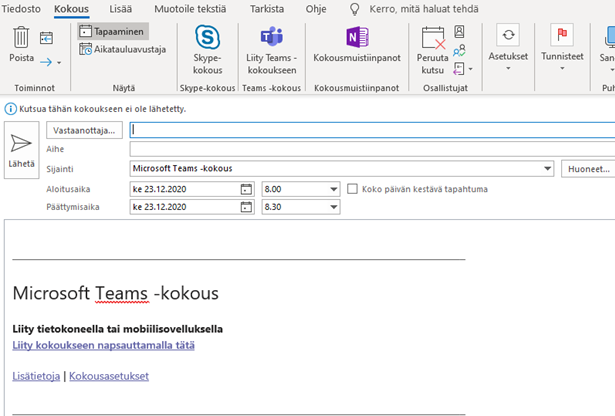 Tiedosto Kokous Lisää Muotoile tekstiä Tarkista Ohje Kerro, mitä haluat tehdä
Poista
Tapaaminen
Aikatauluavustaja
Skype-
kokous
Liity Teams -
kokoukseen
Kokousmuistiinpanot
Peruuta
kutsu
Asetukset
Tunnisteet
San
Toiminnot Näytä Skype-kokous Teams -kokous Kokousmuistiinpanot Osallistujat Puh
Kutsua tähän kokoukseen ei ole lähetetty.
Lähetä
Vastaanottaja...
Aihe
Sijainti Microsoft Teams -kokous Huoneet...
Aloitusaika ke 23.12.2020 8.00 Koko päivän kestävä tapahtuma
Päättymisaika ke 23.12.2020 8.30
Microsoft Teams -kokous
Liity tietokoneella tai mobiilisovelluksella
Liity kokoukseen napsauttamalla tätä
Lisätietoja | Kokousasetukset